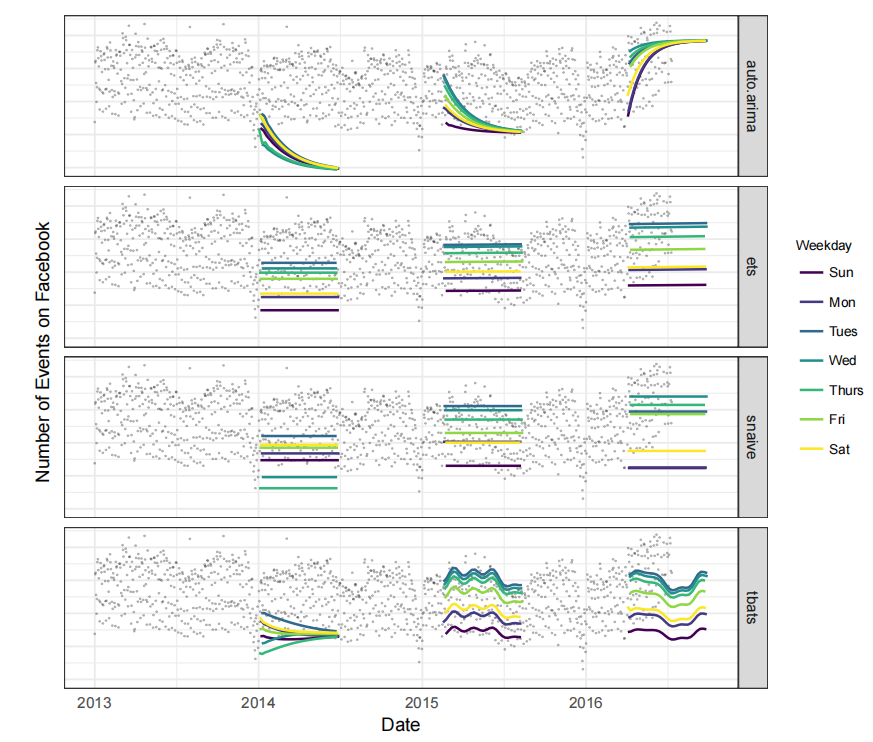 Number of Events on Facebook
auto.arima
ets
snaive
tbats
2013 2014 2015 2016
Date
Weekday
Sun
Mon
Tues
Wed
Thurs
Fri
Sat